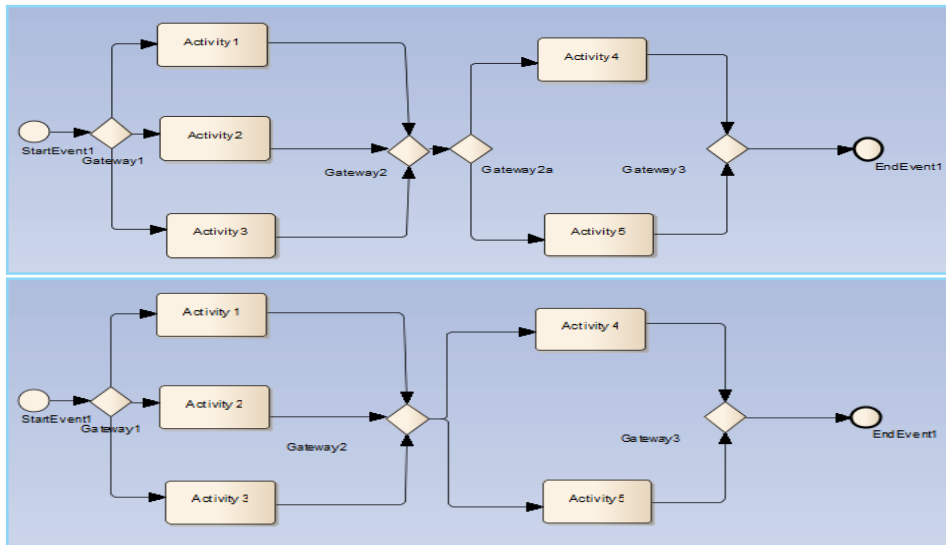 Activity1
Activity4
Activity2
StartEvent1
Gateway1
Gateway2
Gateway2a
Gateway3
EndEvent1
Activity3
Activity5
Activity 1
Activity 4
Activity 2
StartEvent1
Gateway1
Gateway2
Gateway3
EndEvent1
Activity 3
Activity5